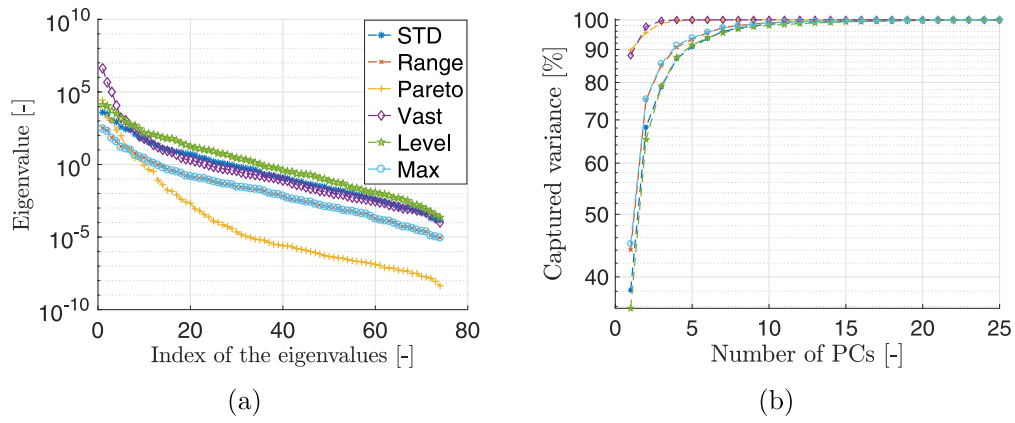 10^10
10^5
10^0
10^-5
10^-10
Eigenvalue [-]
STD
Range
Pareto
Vast
Level
Max
0 20 40 60 80
Index of the eigenvalues [-]
(a)
100
90
80
70
60
50
40
Captured variance [%]
0 5 10 15 20 25
Number of PCs [-]
(b)